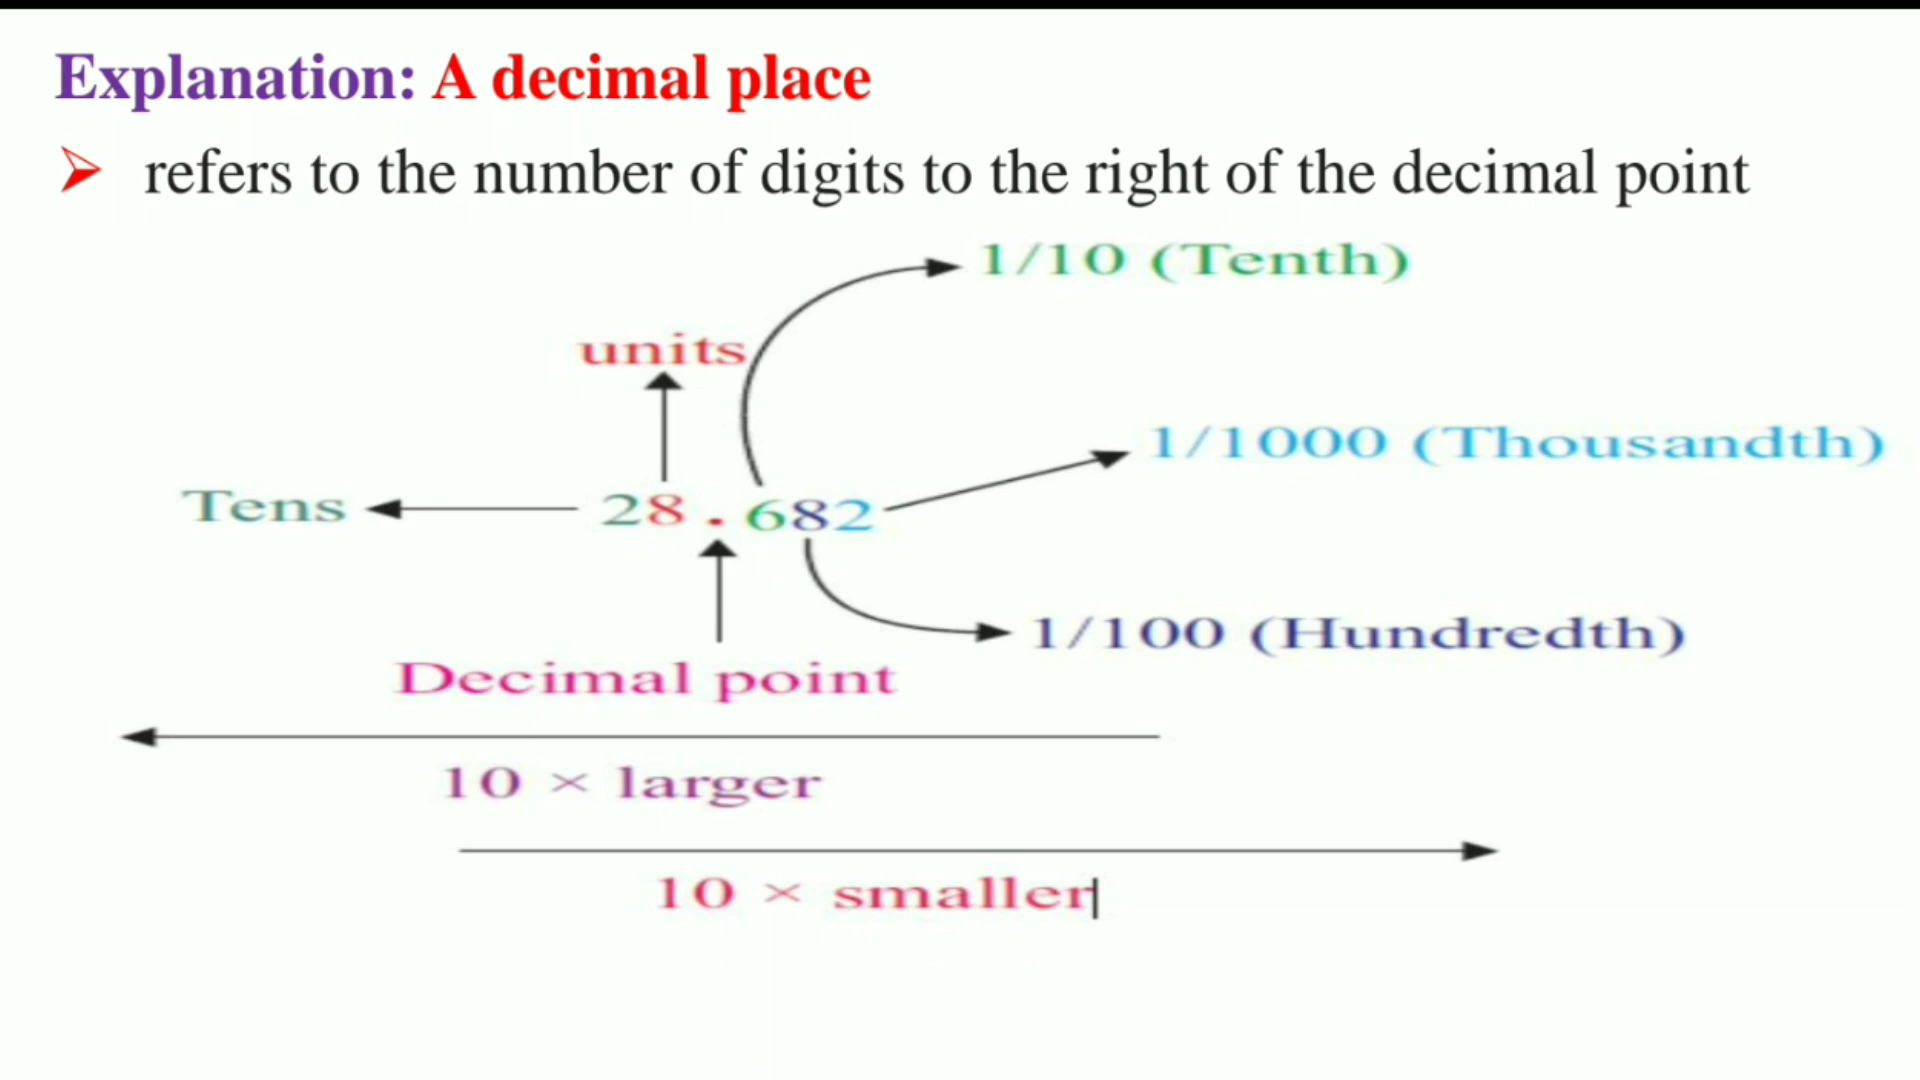 Explanation: A decimal place
➢ refers to the number of digits to the right of the decimal point
1/10 (Tenth)
units
1/1000 (Thousandth)
Tens
28.682
1/100 (Hundredth)
Decimal point
10 × larger
10 × smaller